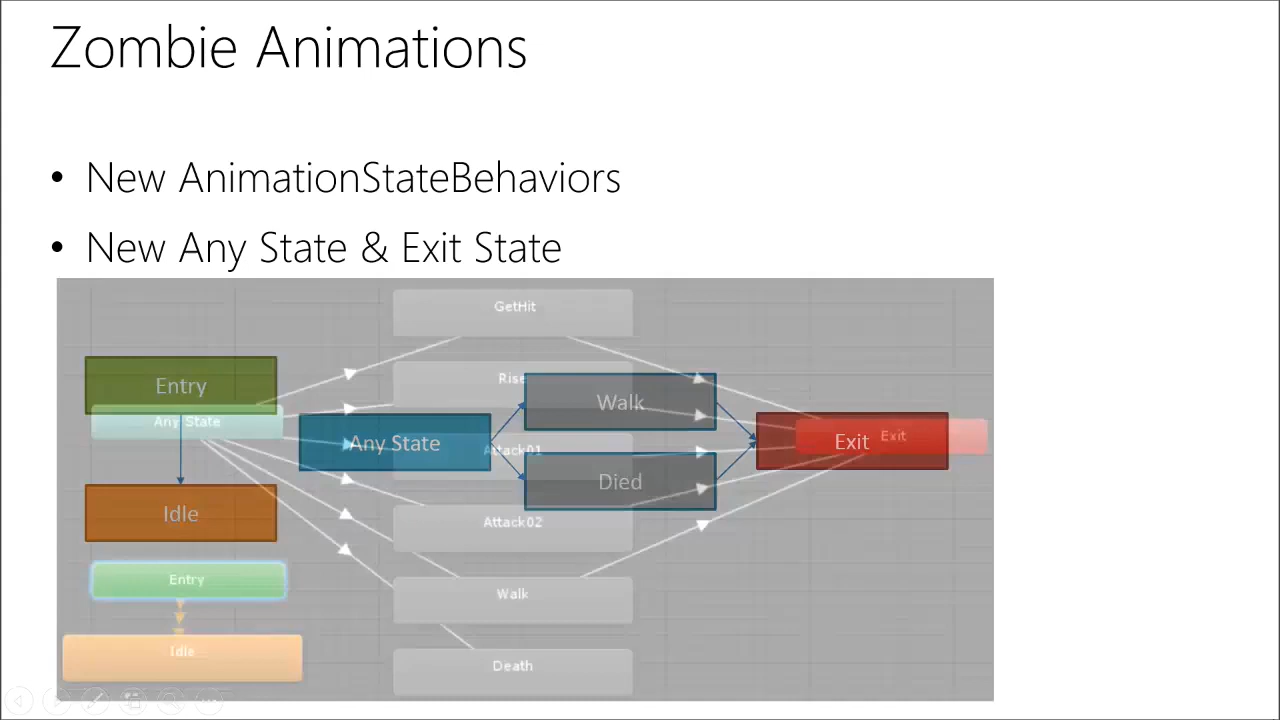 Zombie Animations
• New AnimationStateBehaviors
• New Any State & Exit State
GetHit
Entry
Rise
Walk
Any State
Any State
Exit
Exit
Attack01
Died
Idle
Attack02
Entry
Walk
Idle
Death